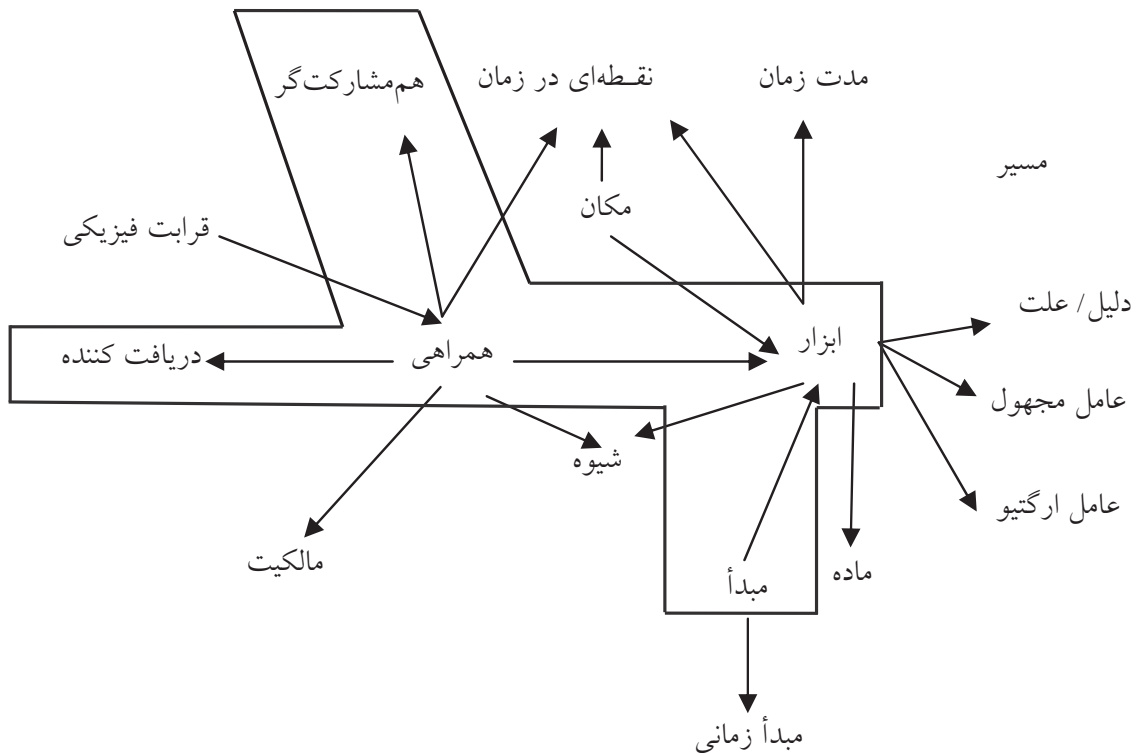 مدت زمان
نقطه‌ای در زمان
هم‌مشارکت‌گر
مسیر
مکان
قرابت فیزیکی
دلیل/ علت
ابزار
همراهی
دریافت کننده
عامل مجهول
شیوه
عامل ارگتیو
مالکیت
ماده
مبدأ
مبدأ زمانی